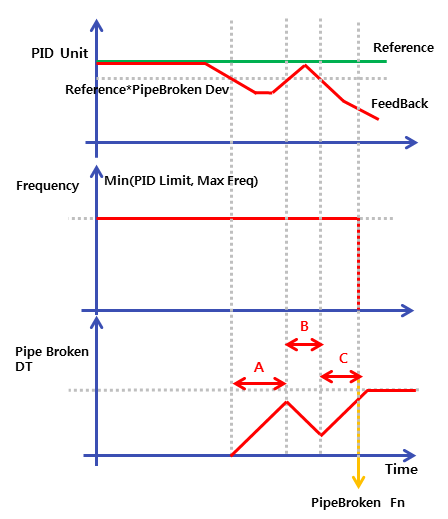 PID Unit
Reference
Reference*PipeBroken Dev
FeedBack
Frequency
Min(PID Limit, Max Freq)
Pipe Broken
DT
A
B
C
Time
PipeBroken Fn